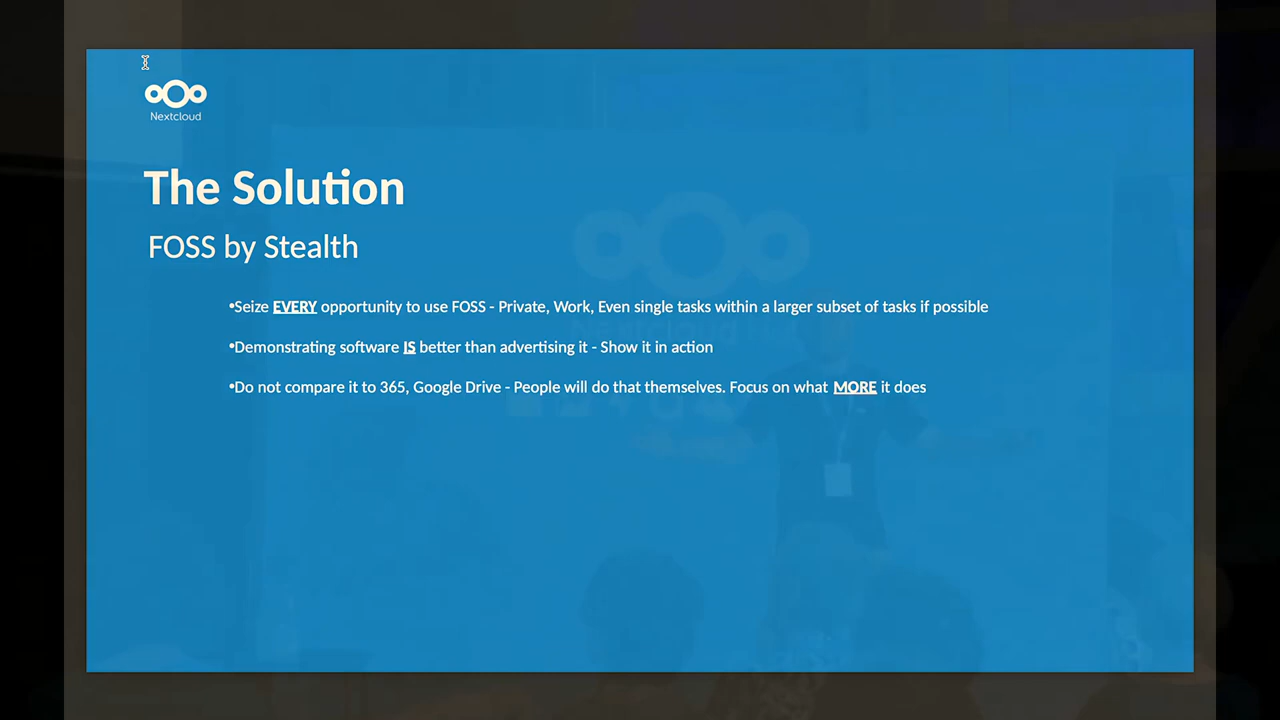 Nextcloud
The Solution
FOSS by Stealth
•Seize EVERY opportunity to use FOSS - Private, Work, Even single tasks within a larger subset of tasks if possible
•Demonstrating software IS better than advertising it - Show it in action
•Do not compare it to 365, Google Drive - People will do that themselves. Focus on what MORE it does
Nextcloud